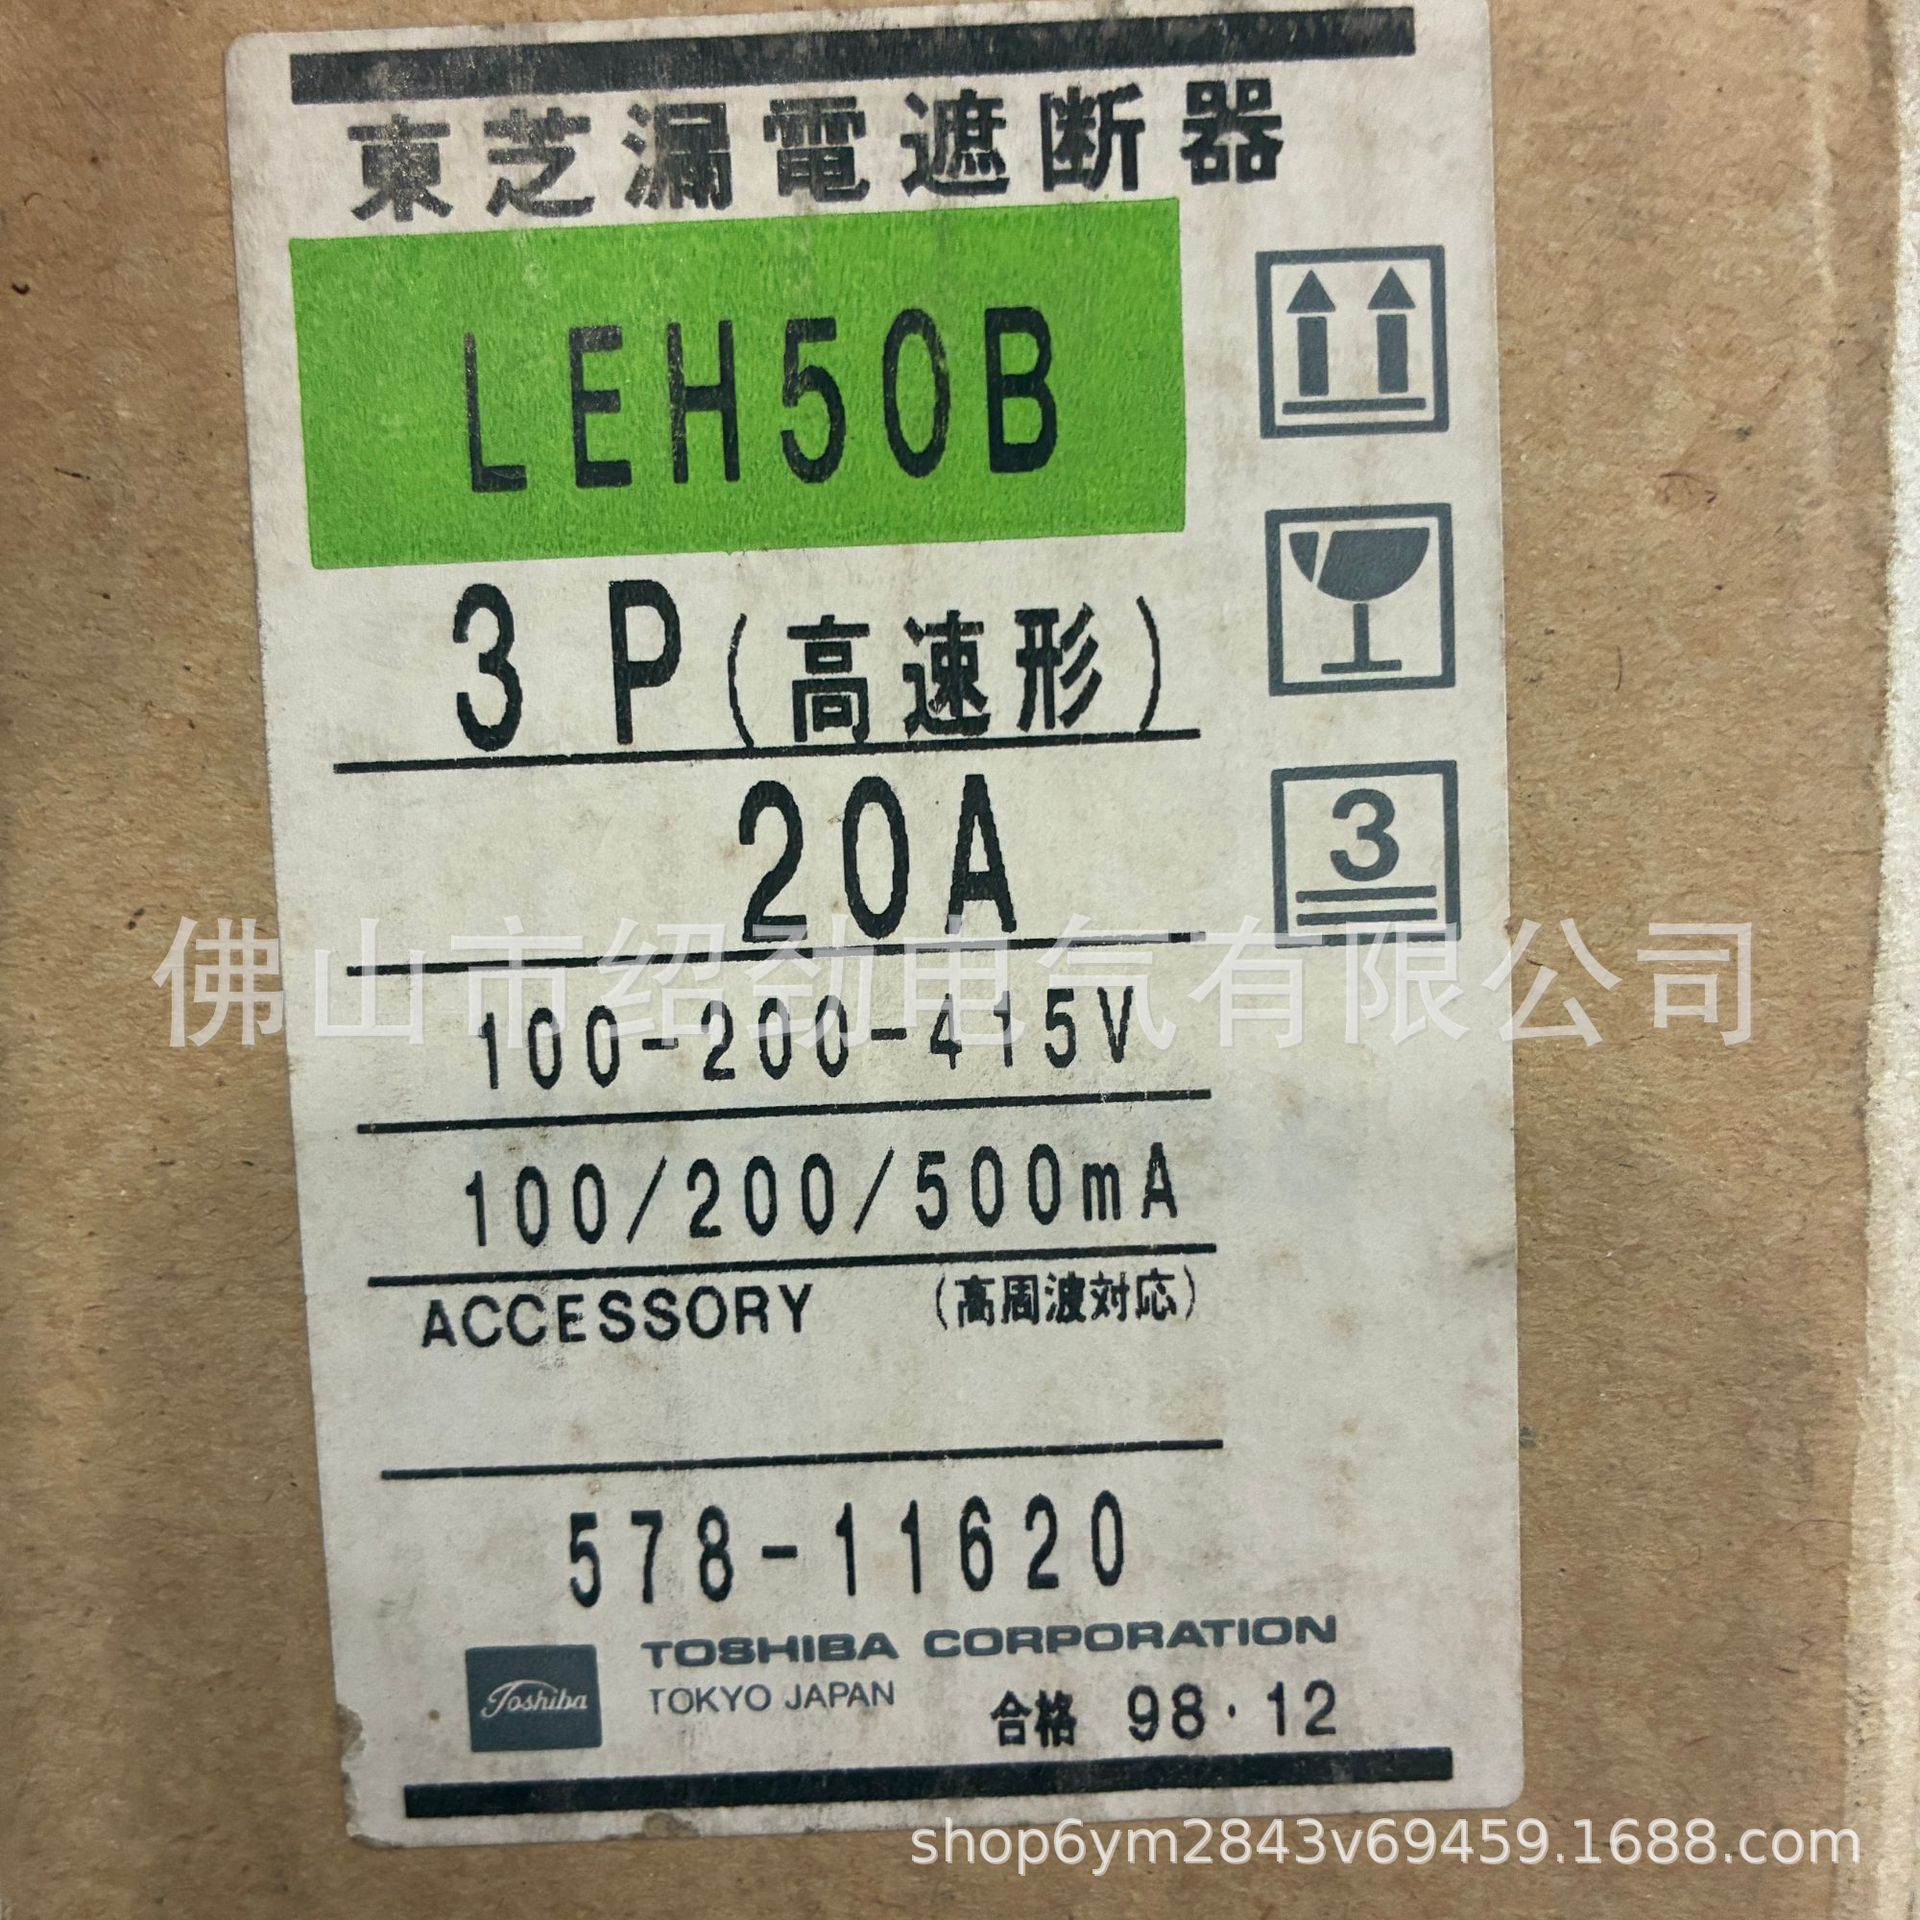 東芝漏電遮断器
LEH50B
3P(高速形)
20A
3
佛山市绍劲电气有限公司
100-200-415V
100/200/500mA
ACCESSORY (高周波対応)
578-11620
Toshiba
TOSHIBA CORPORATION
TOKYO JAPAN
合格 98・12
shop6ym2843v69459.1688.com